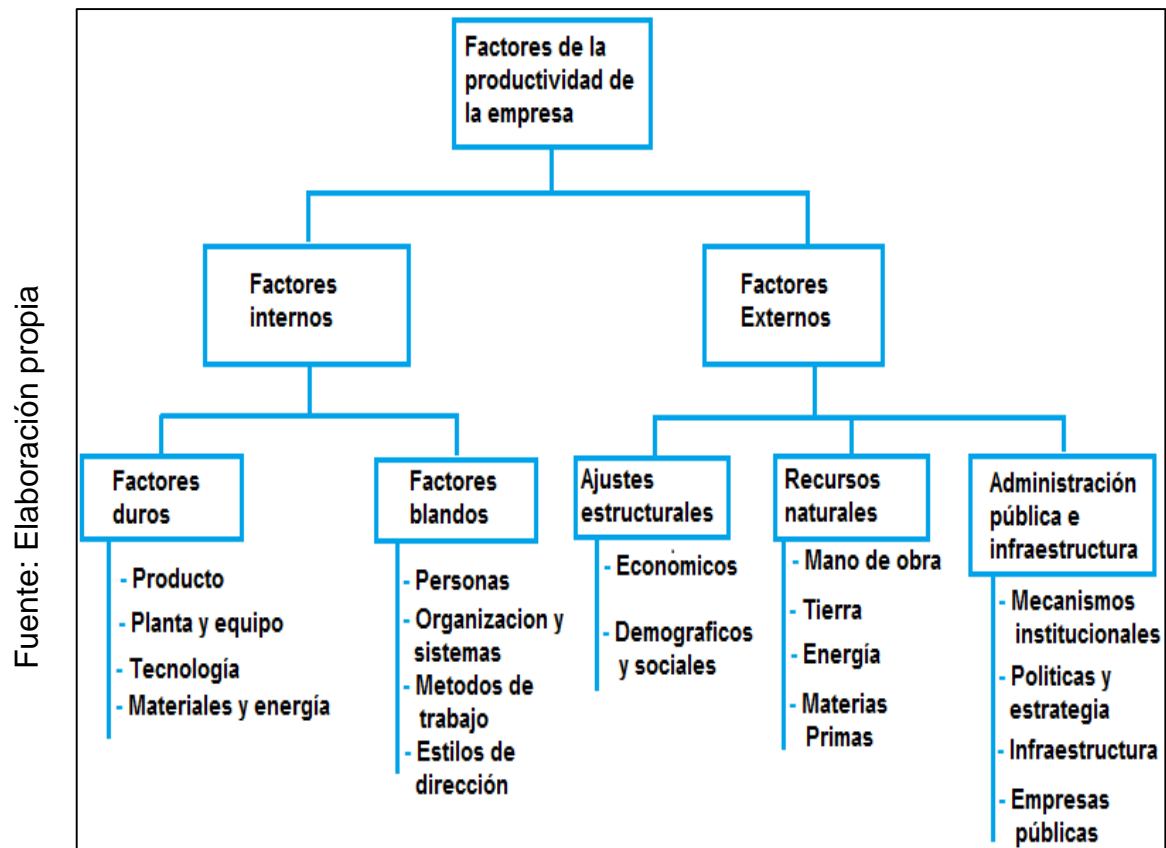 Fuente: Elaboración propia
Factores de la
productividad de
la empresa
Factores
internos
Factores
Externos
Factores
duros
- Producto
- Planta y equipo
- Tecnología
- Materiales y energía
Factores
blandos
- Personas
- Organizacion y
sistemas
- Metodos de
trabajo
- Estilos de
dirección
Ajustes
estructurales
- Económicos
- Demograficos
y sociales
Recursos
naturales
- Mano de obra
- Tierra
- Energía
- Materias
Primas
Administración
pública e
infraestructura
- Mecanismos
institucionales
- Politicas y
estrategia
- Infraestructura
- Empresas
públicas